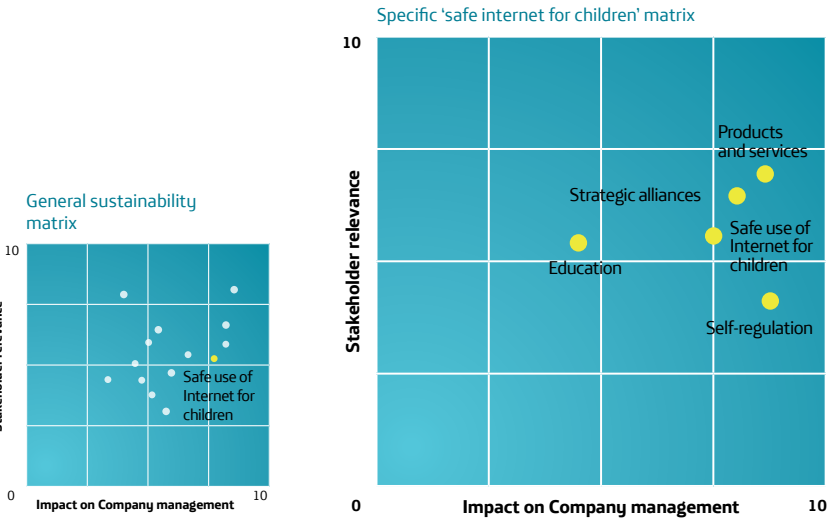 Specific ‘safe internet for children’ matrix
10
Products
and services
Strategic alliances
Safe use of
Internet for
children
Education
Self-regulation
Stakeholder relevance
0
Impact on Company management
10
General sustainability
matrix
10
Safe use of
Internet for
children
Stakeholder relevance
0
Impact on Company management
10